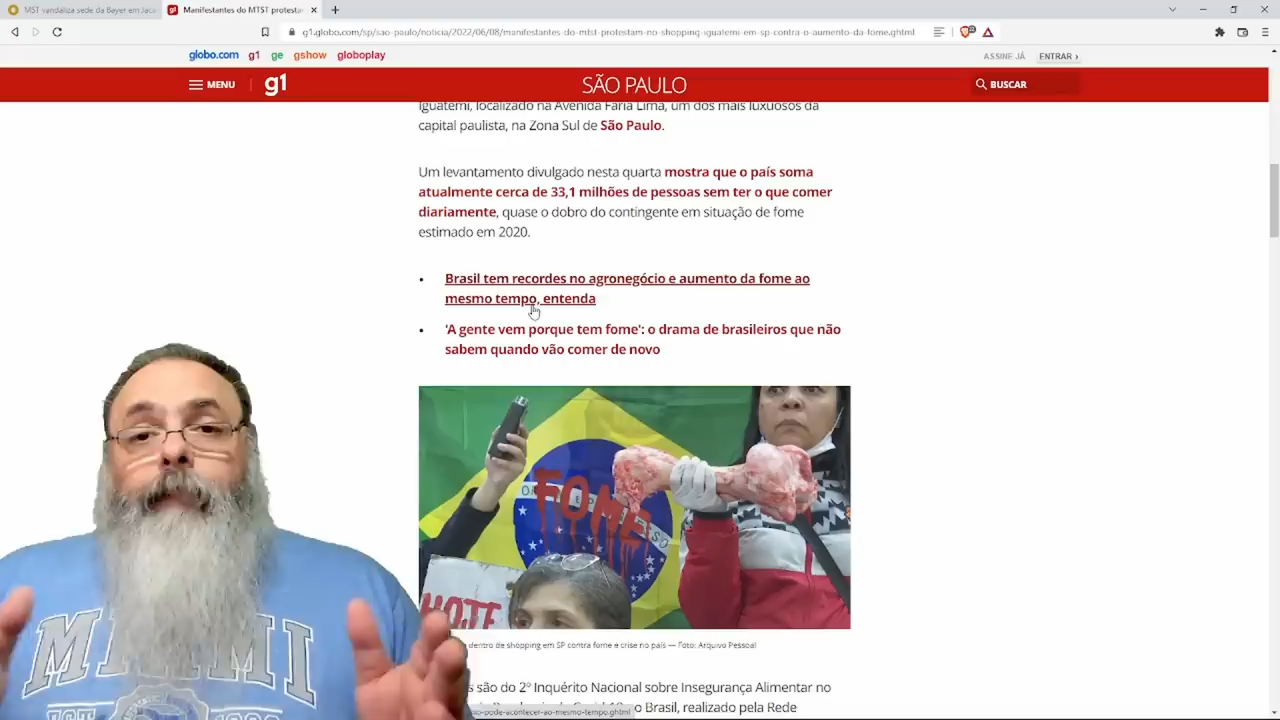 MST vandaliza sede da Bayer em Jaca
Manifestantes do MTST protesta
g1.globo.com/sp/sao-paulo/noticia/2022/06/08/manifestantes-do-mtst-protestam-no-shopping-iguatemi-em-sp-contra-o-aumento-da-fome.ghtml
globo.com g1 ge gshow globoplay
ASSINE JÁ ENTRAR ›
MENU g1 SÃO PAULO BUSCAR
Iguatemi, localizado na Avenida Faria Lima, um dos mais luxuosos da
capital paulista, na Zona Sul de São Paulo.
Um levantamento divulgado nesta quarta mostra que o país soma
atualmente cerca de 33,1 milhões de pessoas sem ter o que comer
diariamente, quase o dobro do contingente em situação de fome
estimado em 2020.
• Brasil tem recordes no agronegócio e aumento da fome ao
mesmo tempo, entenda
• 'A gente vem porque tem fome': o drama de brasileiros que não
sabem quando vão comer de novo
FOME
dentro de shopping em SP contra fome e crise no país — Foto: Arquivo Pessoal
são do 2º Inquérito Nacional sobre Insegurança Alimentar no
Brasil, realizado pela Rede
so-pode-acontecer-ao-mesmo-tempo.ghtml
MIAMI